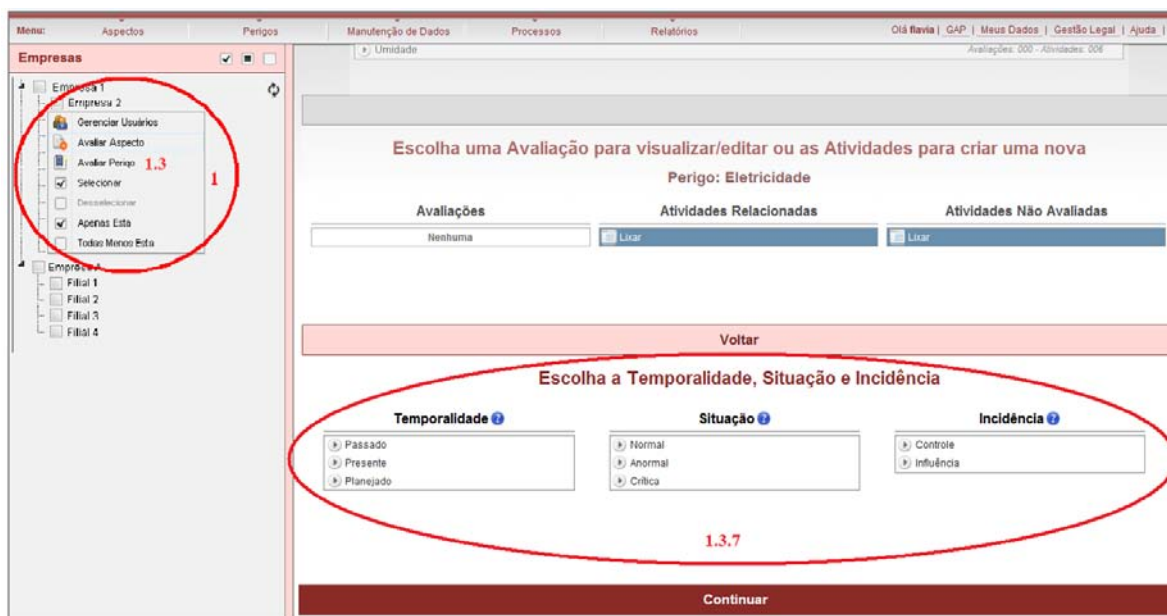 Menu: Aspectos Perigos Manutenção de Dados Processos Relatórios Olá flavia | GAP | Meus Dados | Gestão Legal | Ajuda |
Empresas
Empresa 1
Empresa 2
Gerenciar Usuários
Avaliar Aspecto
Avaliar Perigo 1.3
Selecionar 1
Desselecionar
Apenas Esta
Todas Menos Esta
Empresa A
Filial 1
Filial 2
Filial 3
Filial 4
Umidade Avaliações: 000 - Atividades: 006
Escolha uma Avaliação para visualizar/editar ou as Atividades para criar uma nova
Perigo: Eletricidade
Avaliações Atividades Relacionadas Atividades Não Avaliadas
Nenhuma Lixar Lixar
Voltar
Escolha a Temporalidade, Situação e Incidência
Temporalidade ? Situação ? Incidência ?
Passado Normal Controle
Presente Anormal Influência
Planejado Crítica
1.3.7
Continuar